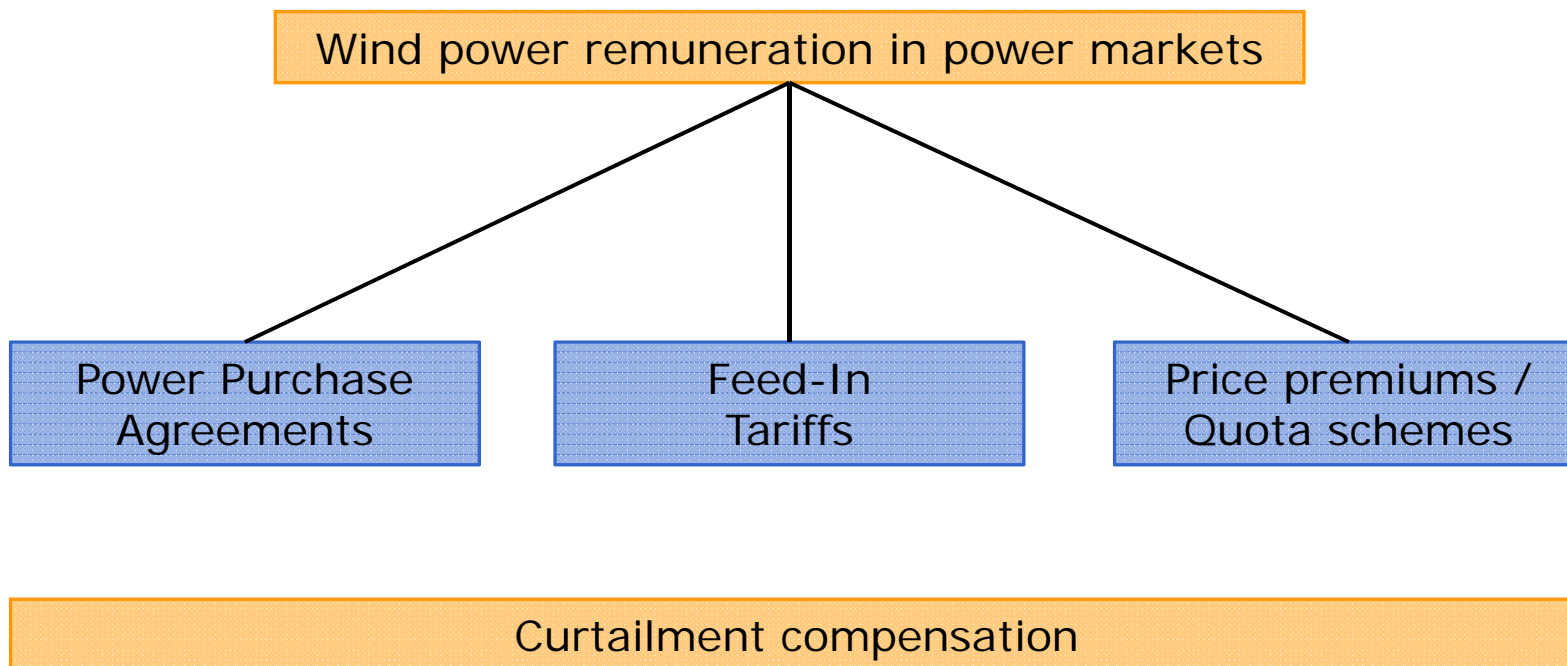 Wind power remuneration in power markets
Power Purchase
Agreements
Feed-In
Tariffs
Price premiums /
Quota schemes
Curtailment compensation